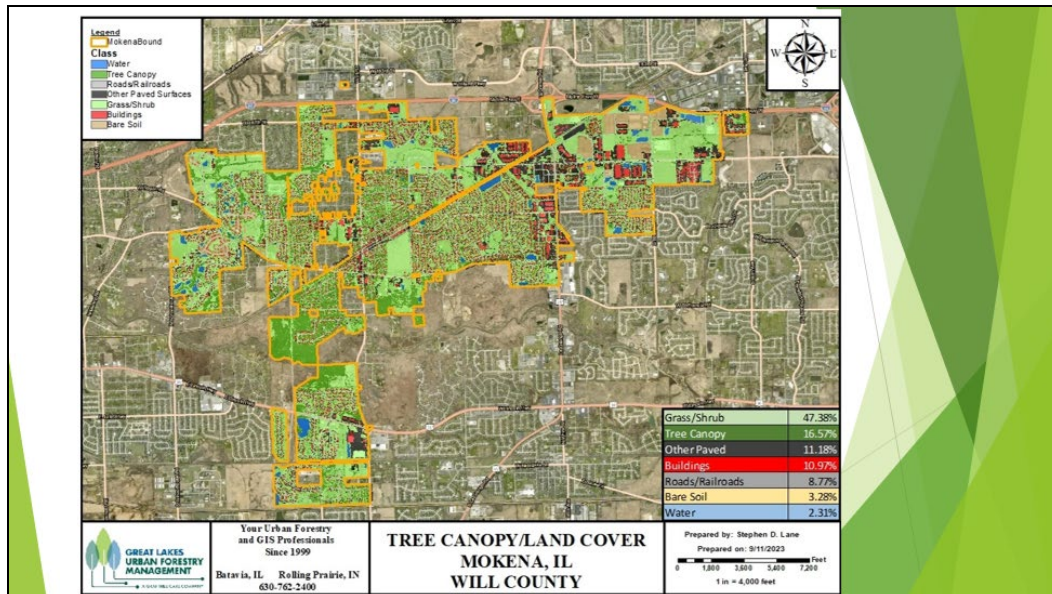 Legend
MokenaBound
Class
Water
Tree Canopy
Roads/Railroads
Other Paved Surfaces
Grass/Shrub
Buildings
Bare Soil
N
W E
S
Grass/Shrub 47.38%
Tree Canopy 16.57%
Other Paved 11.18%
Buildings 10.97%
Roads/Railroads 8.77%
Bare Soil 3.28%
Water 2.31%
GREAT LAKES
URBAN FORESTRY
MANAGEMENT
Your Urban Forestry
and GIS Professionals
Since 1999
Batavia, IL Rolling Prairie, IN
630-762-2400
TREE CANOPY/LAND COVER
MOKENA, IL
WILL COUNTY
Prepared by: Stephen D. Lane
Prepared on: 9/11/2023
Feet
0 1,800 3,600 5,400 7,200
1 in = 4,000 feet